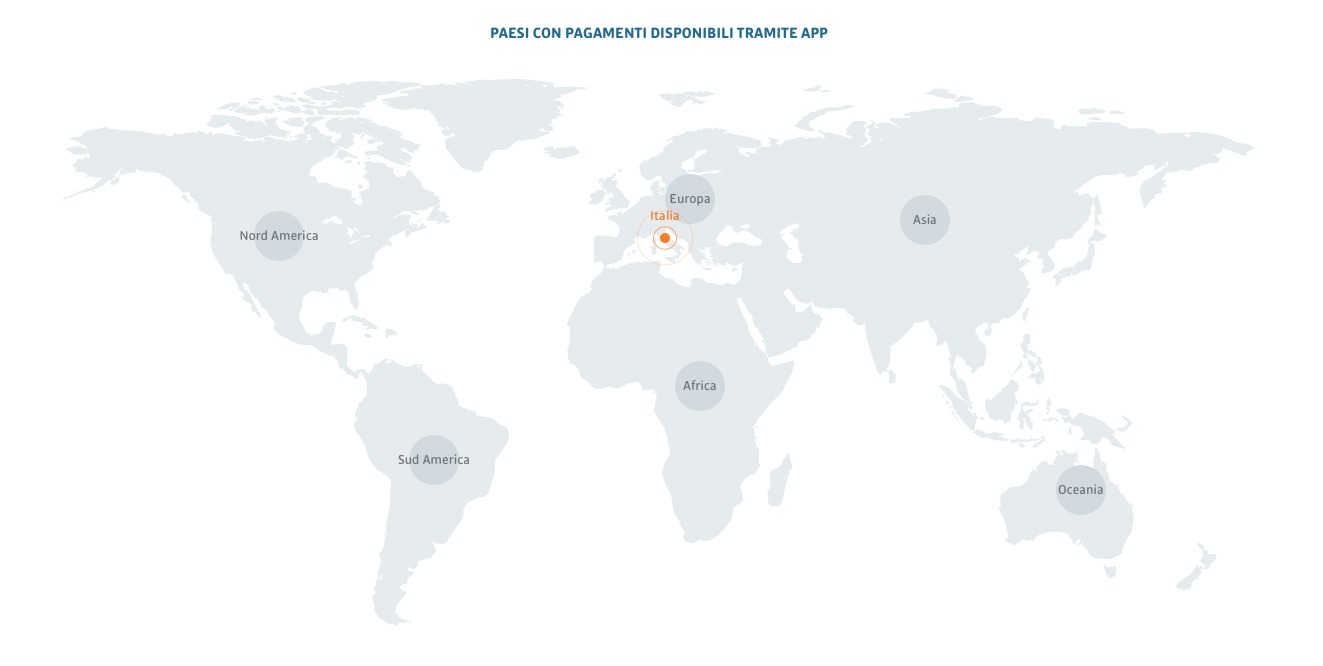 PAESI CON PAGAMENTI DISPONIBILI TRAMITE APP
Europa
Italia
Asia
Nord America
Africa
Sud America
Oceania